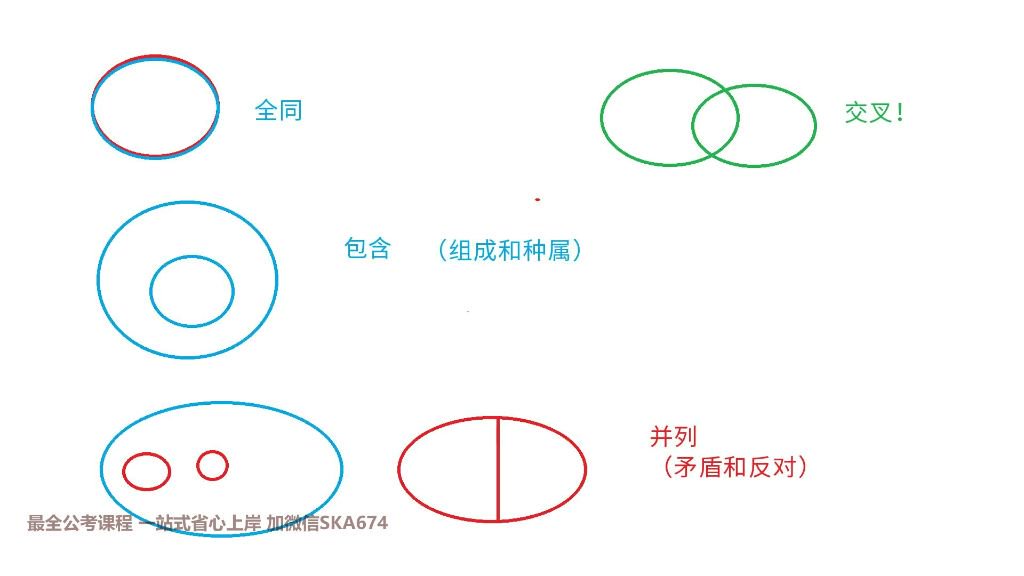 全同
交叉！
包含 （组成和种属）
并列
（矛盾和反对）
最全公考课程 一站式省心上岸 加微信SKA674